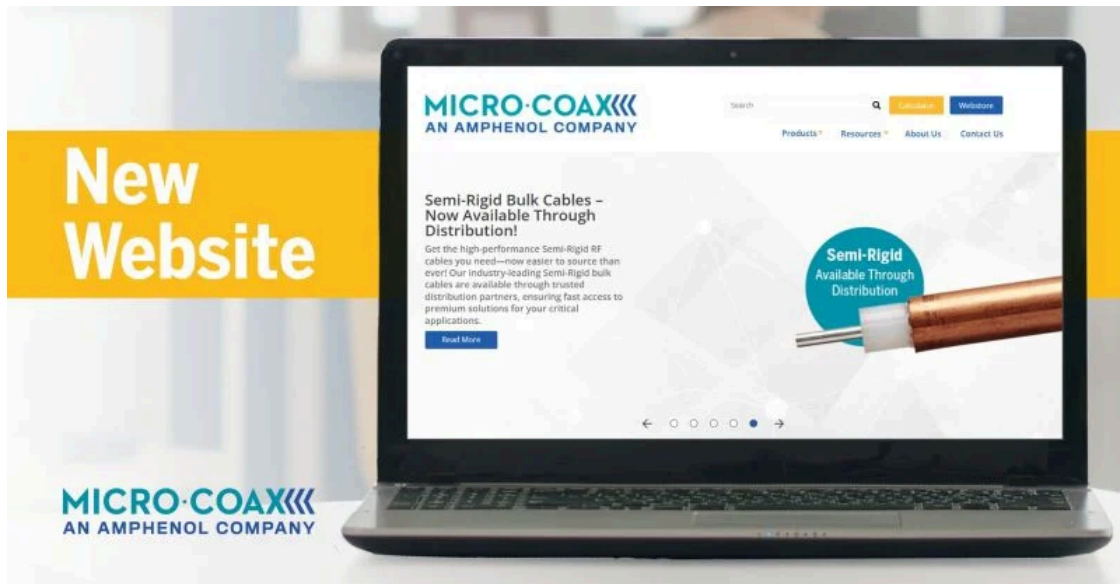 New
Website
MICRO·COAX
AN AMPHENOL COMPANY
Search
Calculator
Webstore
Products
Resources
About Us
Contact Us
Semi-Rigid Bulk Cables –
Now Available Through
Distribution!
Get the high-performance Semi-Rigid RF
cables you need—now easier to source than
ever! Our industry-leading Semi-Rigid bulk
cables are available through trusted
distribution partners, ensuring fast access to
premium solutions for your critical
applications.
Read More
Semi-Rigid
Available Through
Distribution
MICRO·COAX
AN AMPHENOL COMPANY